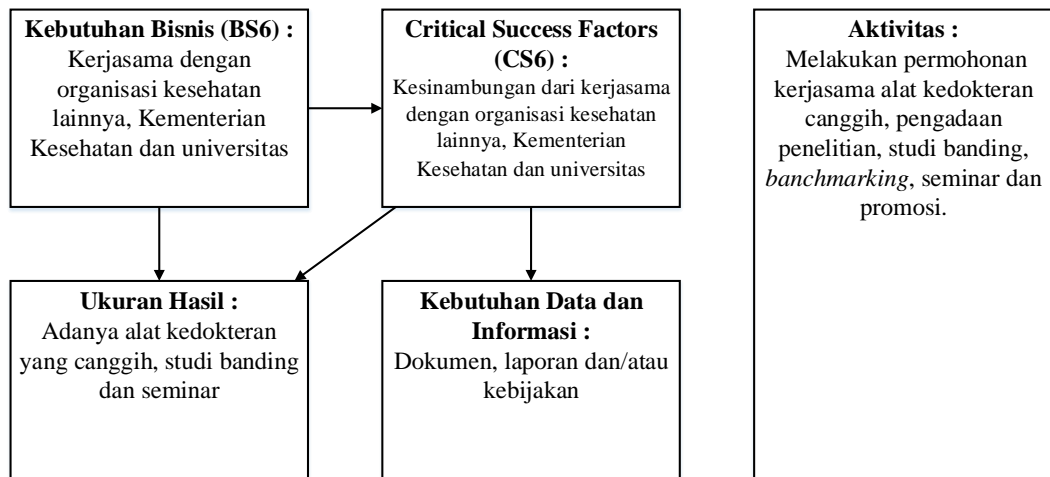 Kebutuhan Bisnis (BS6) :
Kerjasama dengan
organisasi kesehatan
lainnya, Kementerian
Kesehatan dan universitas
Critical Success Factors
(CS6) :
Kesinambungan dari kerjasama
dengan organisasi kesehatan
lainnya, Kementerian
Kesehatan dan universitas
Aktivitas :
Melakukan permohonan
kerjasama alat kedokteran
canggih, pengadaan
penelitian, studi banding,
banchmarking, seminar dan
promosi.
Ukuran Hasil :
Adanya alat kedokteran
yang canggih, studi banding
dan seminar
Kebutuhan Data dan
Informasi :
Dokumen, laporan dan/atau
kebijakan